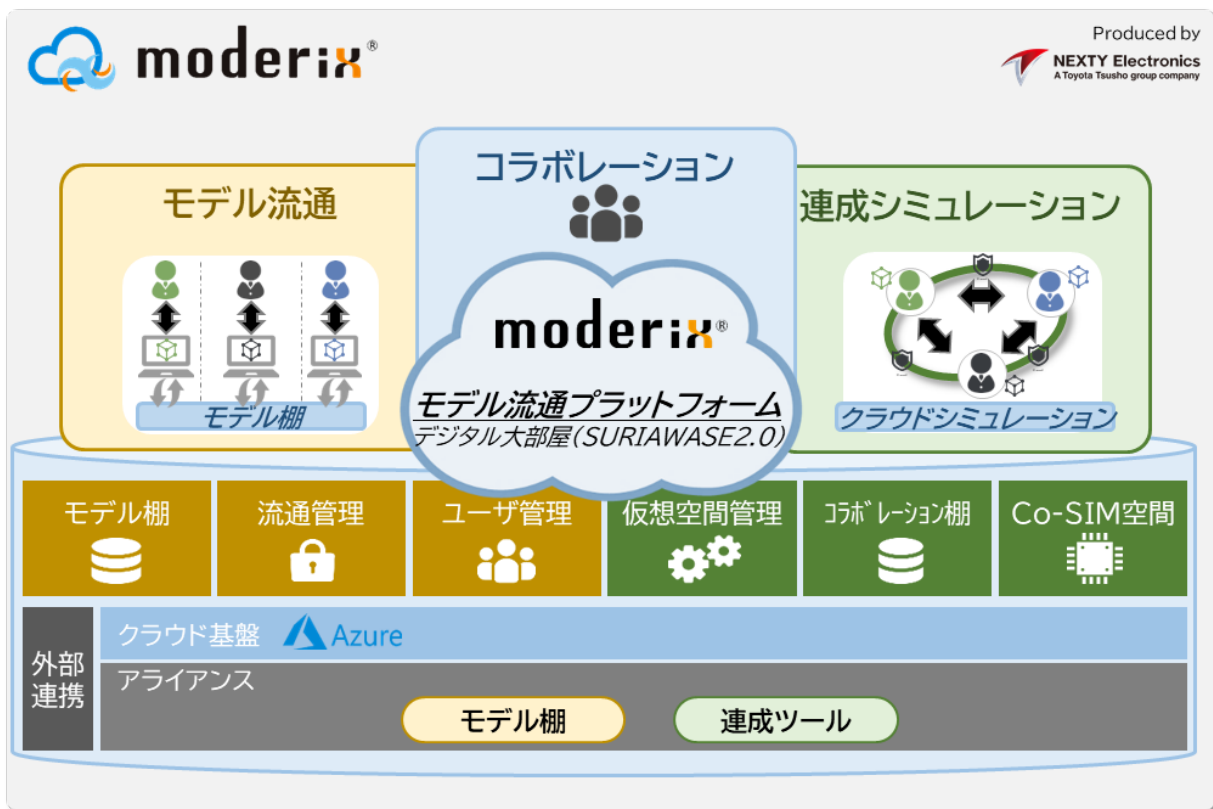 moderix®
Produced by
NEXTY Electronics
A Toyota Tsusho group company
コラボレーション
モデル流通
連成シミュレーション
moderix®
モデル流通プラットフォーム
デジタル大部屋(SURIAWASE2.0)
モデル棚
クラウドシミュレーション
モデル棚
流通管理
ユーザ管理
仮想空間管理
ｺﾗﾎﾞﾚｰｼｮﾝ棚
Co-SIM空間
外部
連携
クラウド基盤
Azure
アライアンス
モデル棚
連成ツール